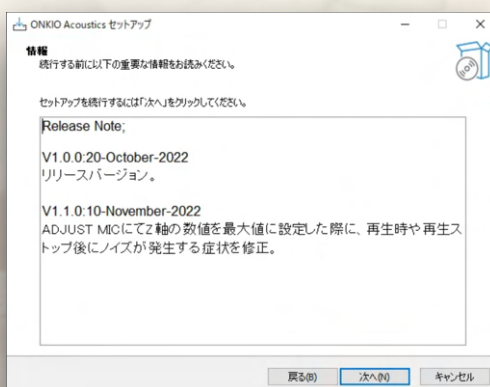 ONKIO Acoustics セットアップ
情報
続行する前に以下の重要な情報をお読みください。
セットアップを続行するには「次へ」をクリックしてください。
Release Note;
V1.0.0:20-October-2022
リリースバージョン。
V1.1.0:10-November-2022
ADJUST MICにてZ軸の数値を最大値に設定した際に、再生時や再生ス
トップ後にノイズが発生する症状を修正。
戻る(B)
次へ(N)
キャンセル